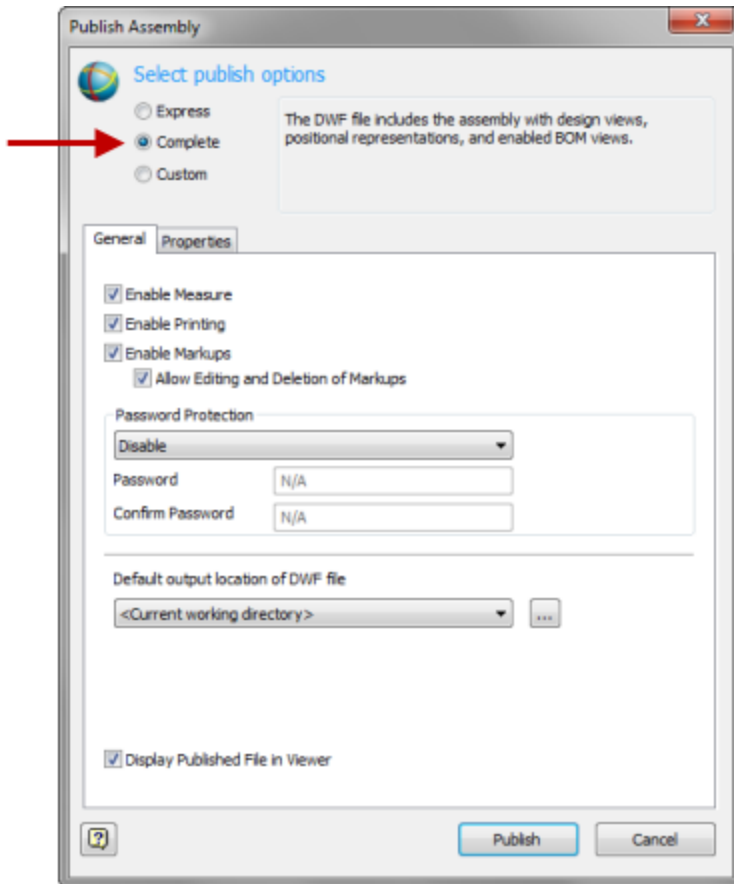 Publish Assembly
Select publish options
Express
The DWF file includes the assembly with design views,
positional representations, and enabled BOM views.
Complete
Custom
General
Properties
Enable Measure
Enable Printing
Enable Markups
Allow Editing and Deletion of Markups
Password Protection
Disable
Password
N/A
Confirm Password
N/A
Default output location of DWF file
<Current working directory>
...
Display Published File in Viewer
?
Publish
Cancel